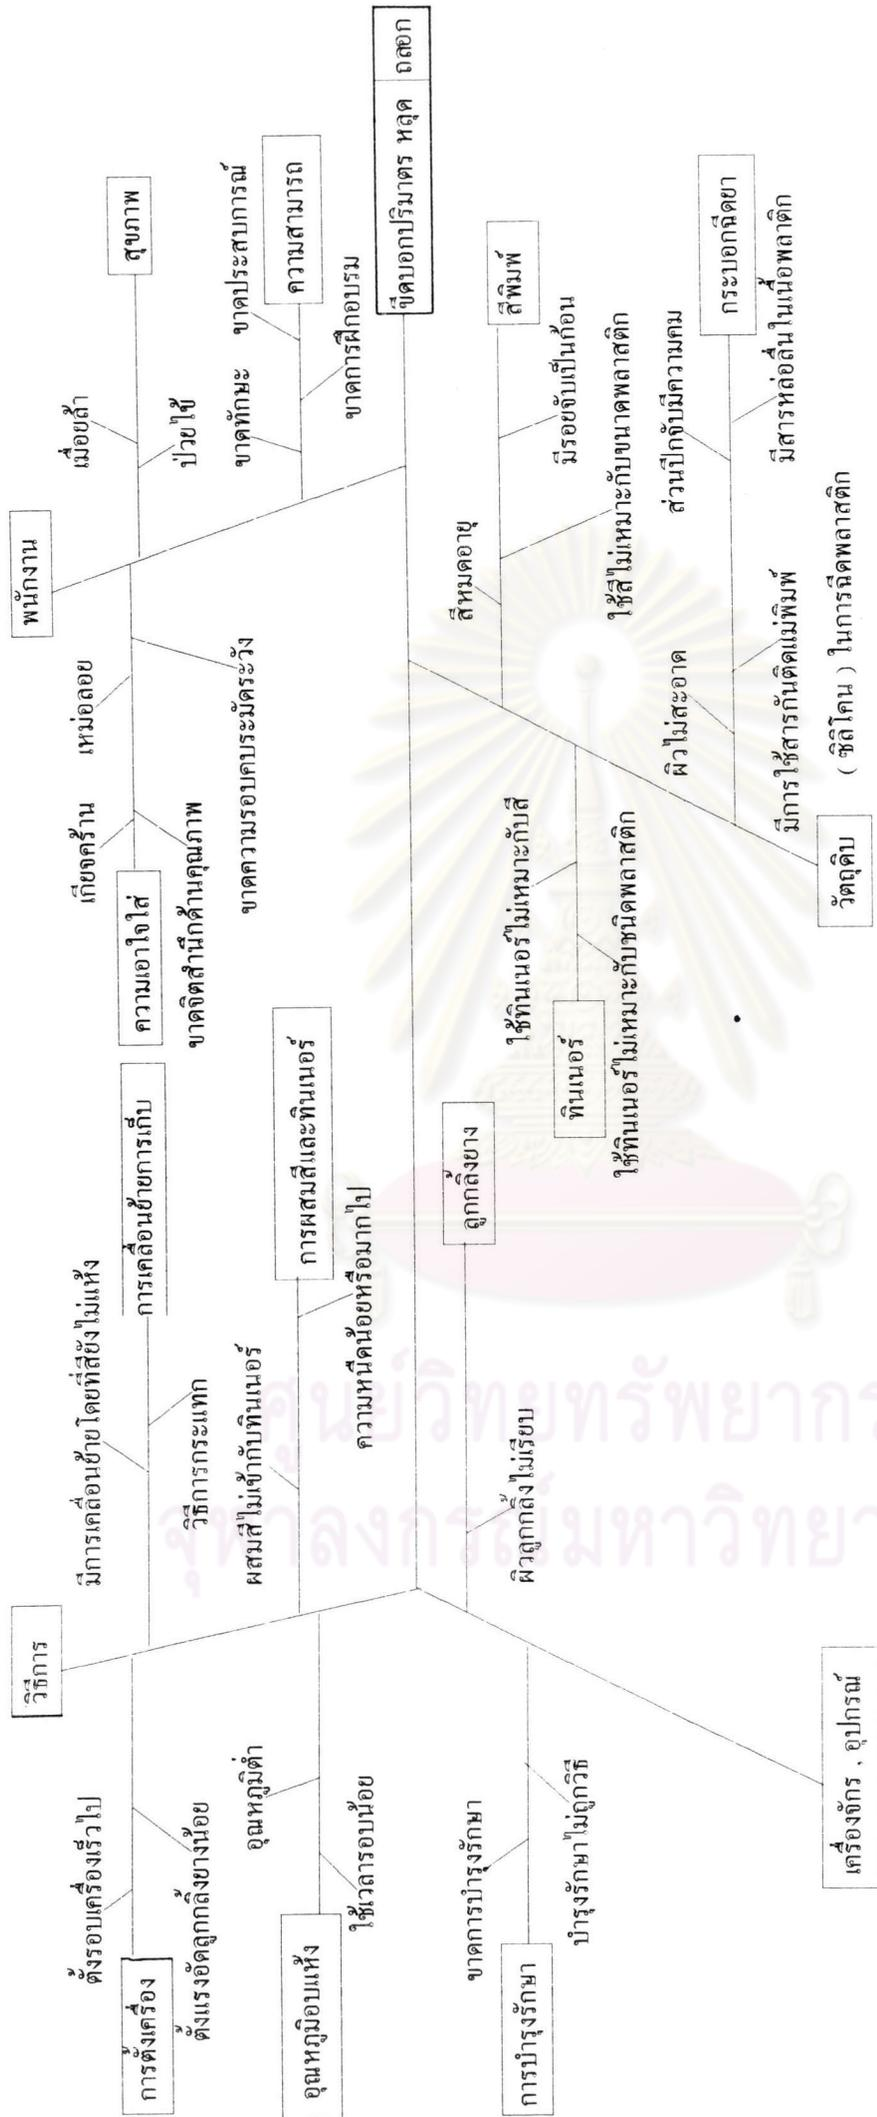 วิธีการ
พนักงาน
ตั้งรอบเครื่องเร็วไป
การตั้งเครื่อง
ตั้งแรงอัดลูกกลิ้งยางน้อย
มีการเคลื่อนย้ายโดยที่สียังไม่แห้ง
การเคลื่อนย้ายการเก็บ
วิธีการกระแทก
เกียจคร้าน
เหม่อลอย
ความเอาใจใส่
ขาดจิตสำนึกด้านคุณภาพ
ขาดความรอบคบระมัดระวัง
เมื่อยล้า
สุขภาพ
ป่วยไข้
อุณหภูมิต่ำ
อุณหภูมิอบแห้ง
ใช้เวลารอบน้อย
ผสมสีไม่เข้ากับทินเนอร์
การผสมสีและทินเนอร์
ความหนืดน้อยหรือมากไป
ขาดทักษะ
ขาดประสบการณ์
ความสามารถ
ขาดการฝึกอบรม
ขีดบอกปริมาตร หลุด ถลอก
ลูกกลิ้งยาง
ผิวลูกกลิ้งไม่เรียบ
สีหมดอายุ
สีพิมพ์
มีรอยจับเป็นก้อน
ใช้สีไม่เหมาะกับขนาดพลาสติก
ขาดการบำรุงรักษา
การบำรุงรักษา
บำรุงรักษาไม่ถูกวิธี
ใช้ทินเนอร์ไม่เหมาะกับสี
ทินเนอร์
ใช้ทินเนอร์ไม่เหมาะกับชนิดพลาสติก
ผิวไม่สะอาด
ส่วนปีกจับมีความคม
กระบอกฉีดยา
มีการใช้สารกันติดแม่พิมพ์
( ซิลิโคน ) ในการฉีดพลาสติก
มีสารหล่อลื่นในเนื้อพลาติก
เครื่องจักร , อุปกรณ์
วัตถุดิบ
ศูนย์วิทยทรัพยากร
จุฬาลงกรณ์มหาวิทยา